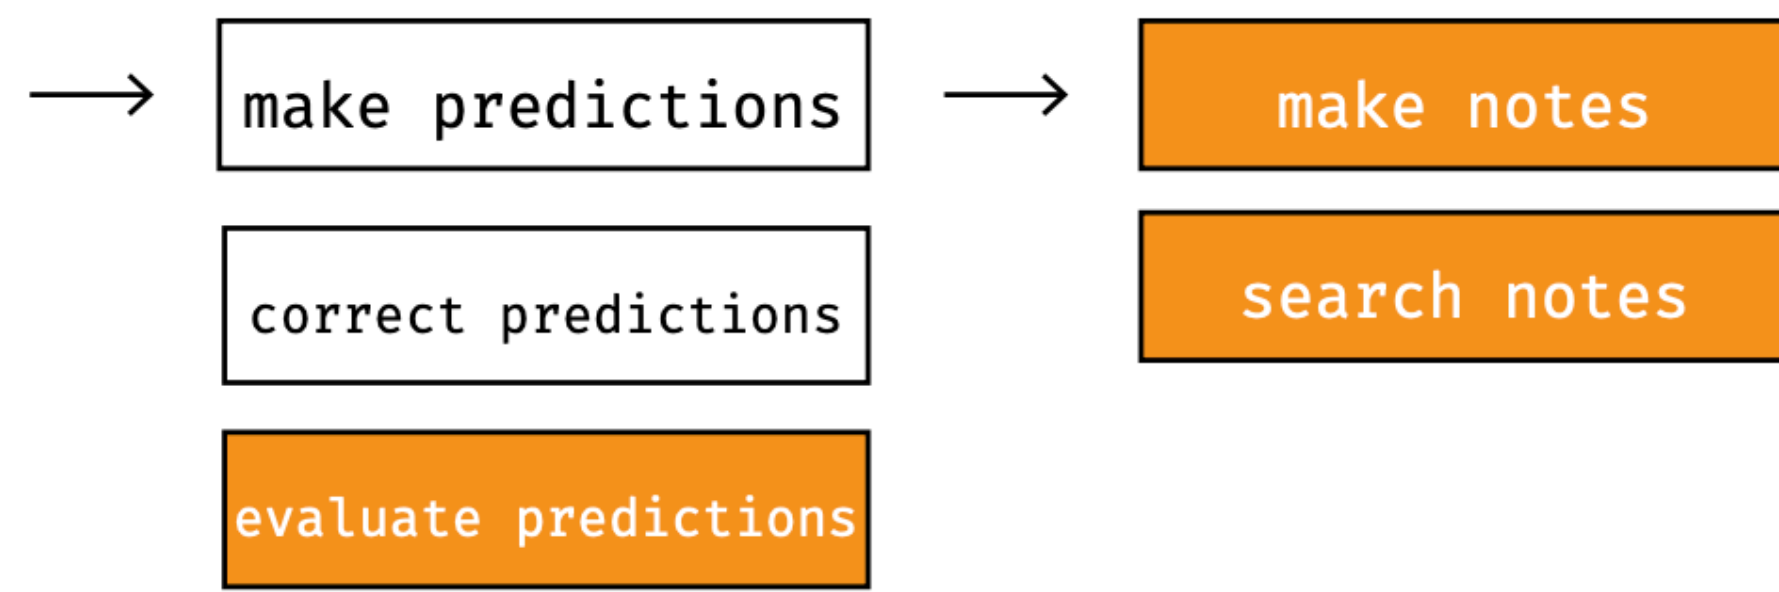 make predictions
correct predictions
evaluate predictions
make notes
search notes